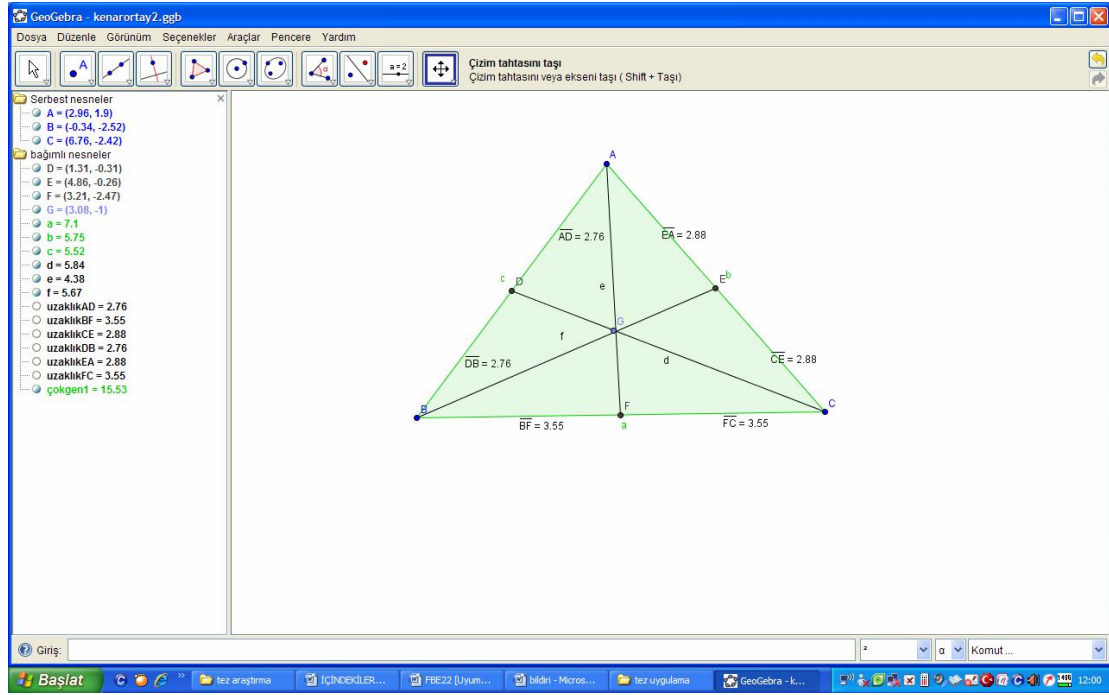 GeoGebra - kenarortay2.ggb
Dosya Düzenle Görünüm Seçenekler Araçlar Pencere Yardım
A
a = 2
Çizim tahtasını taşı
Çizim tahtasını veya ekseni taşı ( Shift + Taşı)
Serbest nesneler
A = (2.96, 1.9)
B = (-0.34, -2.52)
C = (6.76, -2.42)
bağımlı nesneler
D = (1.31, -0.31)
E = (4.86, -0.26)
F = (3.21, -2.47)
G = (3.08, -1)
a = 7.1
b = 5.75
c = 5.52
d = 5.84
e = 4.38
f = 5.67
uzaklıkAD = 2.76
uzaklıkBF = 3.55
uzaklıkCE = 2.88
uzaklıkDB = 2.76
uzaklıkEA = 2.88
uzaklıkFC = 3.55
çokgen1 = 15.53
A
AD = 2.76
EA = 2.88
c D
E b
e
G
f
d
DB = 2.76
CE = 2.88
B
F
C
BF = 3.55
a
FC = 3.55
Giriş:
²
α
Komut ...
Başlat
tez araştırma
İÇİNDEKİLER...
FBE22 [Uyum...
bildiri - Micros...
tez uygulama
GeoGebra - k...
12:00